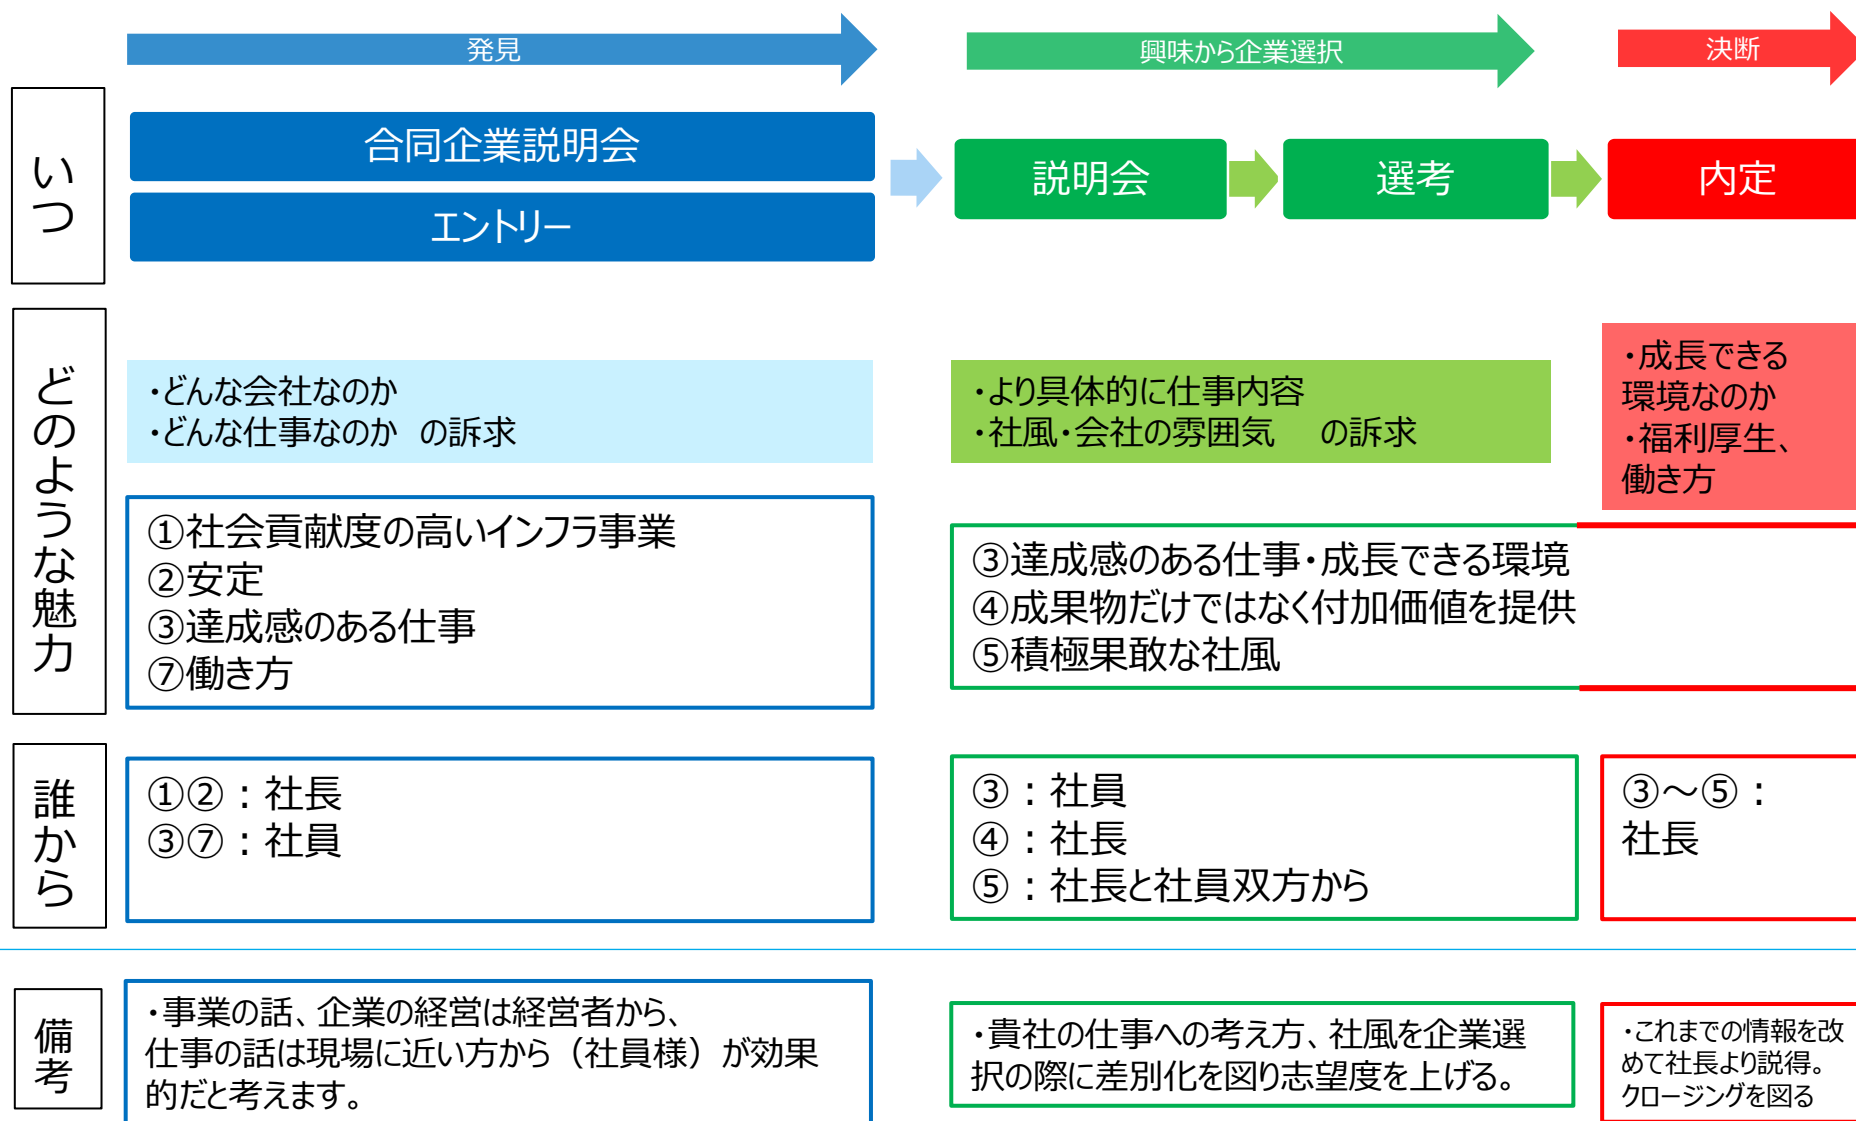 発見
興味から企業選択
決断
いつ
合同企業説明会
エントリー
説明会
選考
内定
どのような魅力
・どんな会社なのか
・どんな仕事なのか の訴求
・より具体的に仕事内容
・社風・会社の雰囲気 の訴求
・成長できる
環境なのか
・福利厚生、
働き方
①社会貢献度の高いインフラ事業
②安定
③達成感のある仕事
⑦働き方
③達成感のある仕事・成長できる環境
④成果物だけではなく付加価値を提供
⑤積極果敢な社風
誰から
①②：社長
③⑦：社員
③：社員
④：社長
⑤：社長と社員双方から
③～⑤：
社長
備考
・事業の話、企業の経営は経営者から、
仕事の話は現場に近い方から（社員様）が効果
的だと考えます。
・貴社の仕事への考え方、社風を企業選
択の際に差別化を図り志望度を上げる。
・これまでの情報を改
めて社長より説得。
クロージングを図る